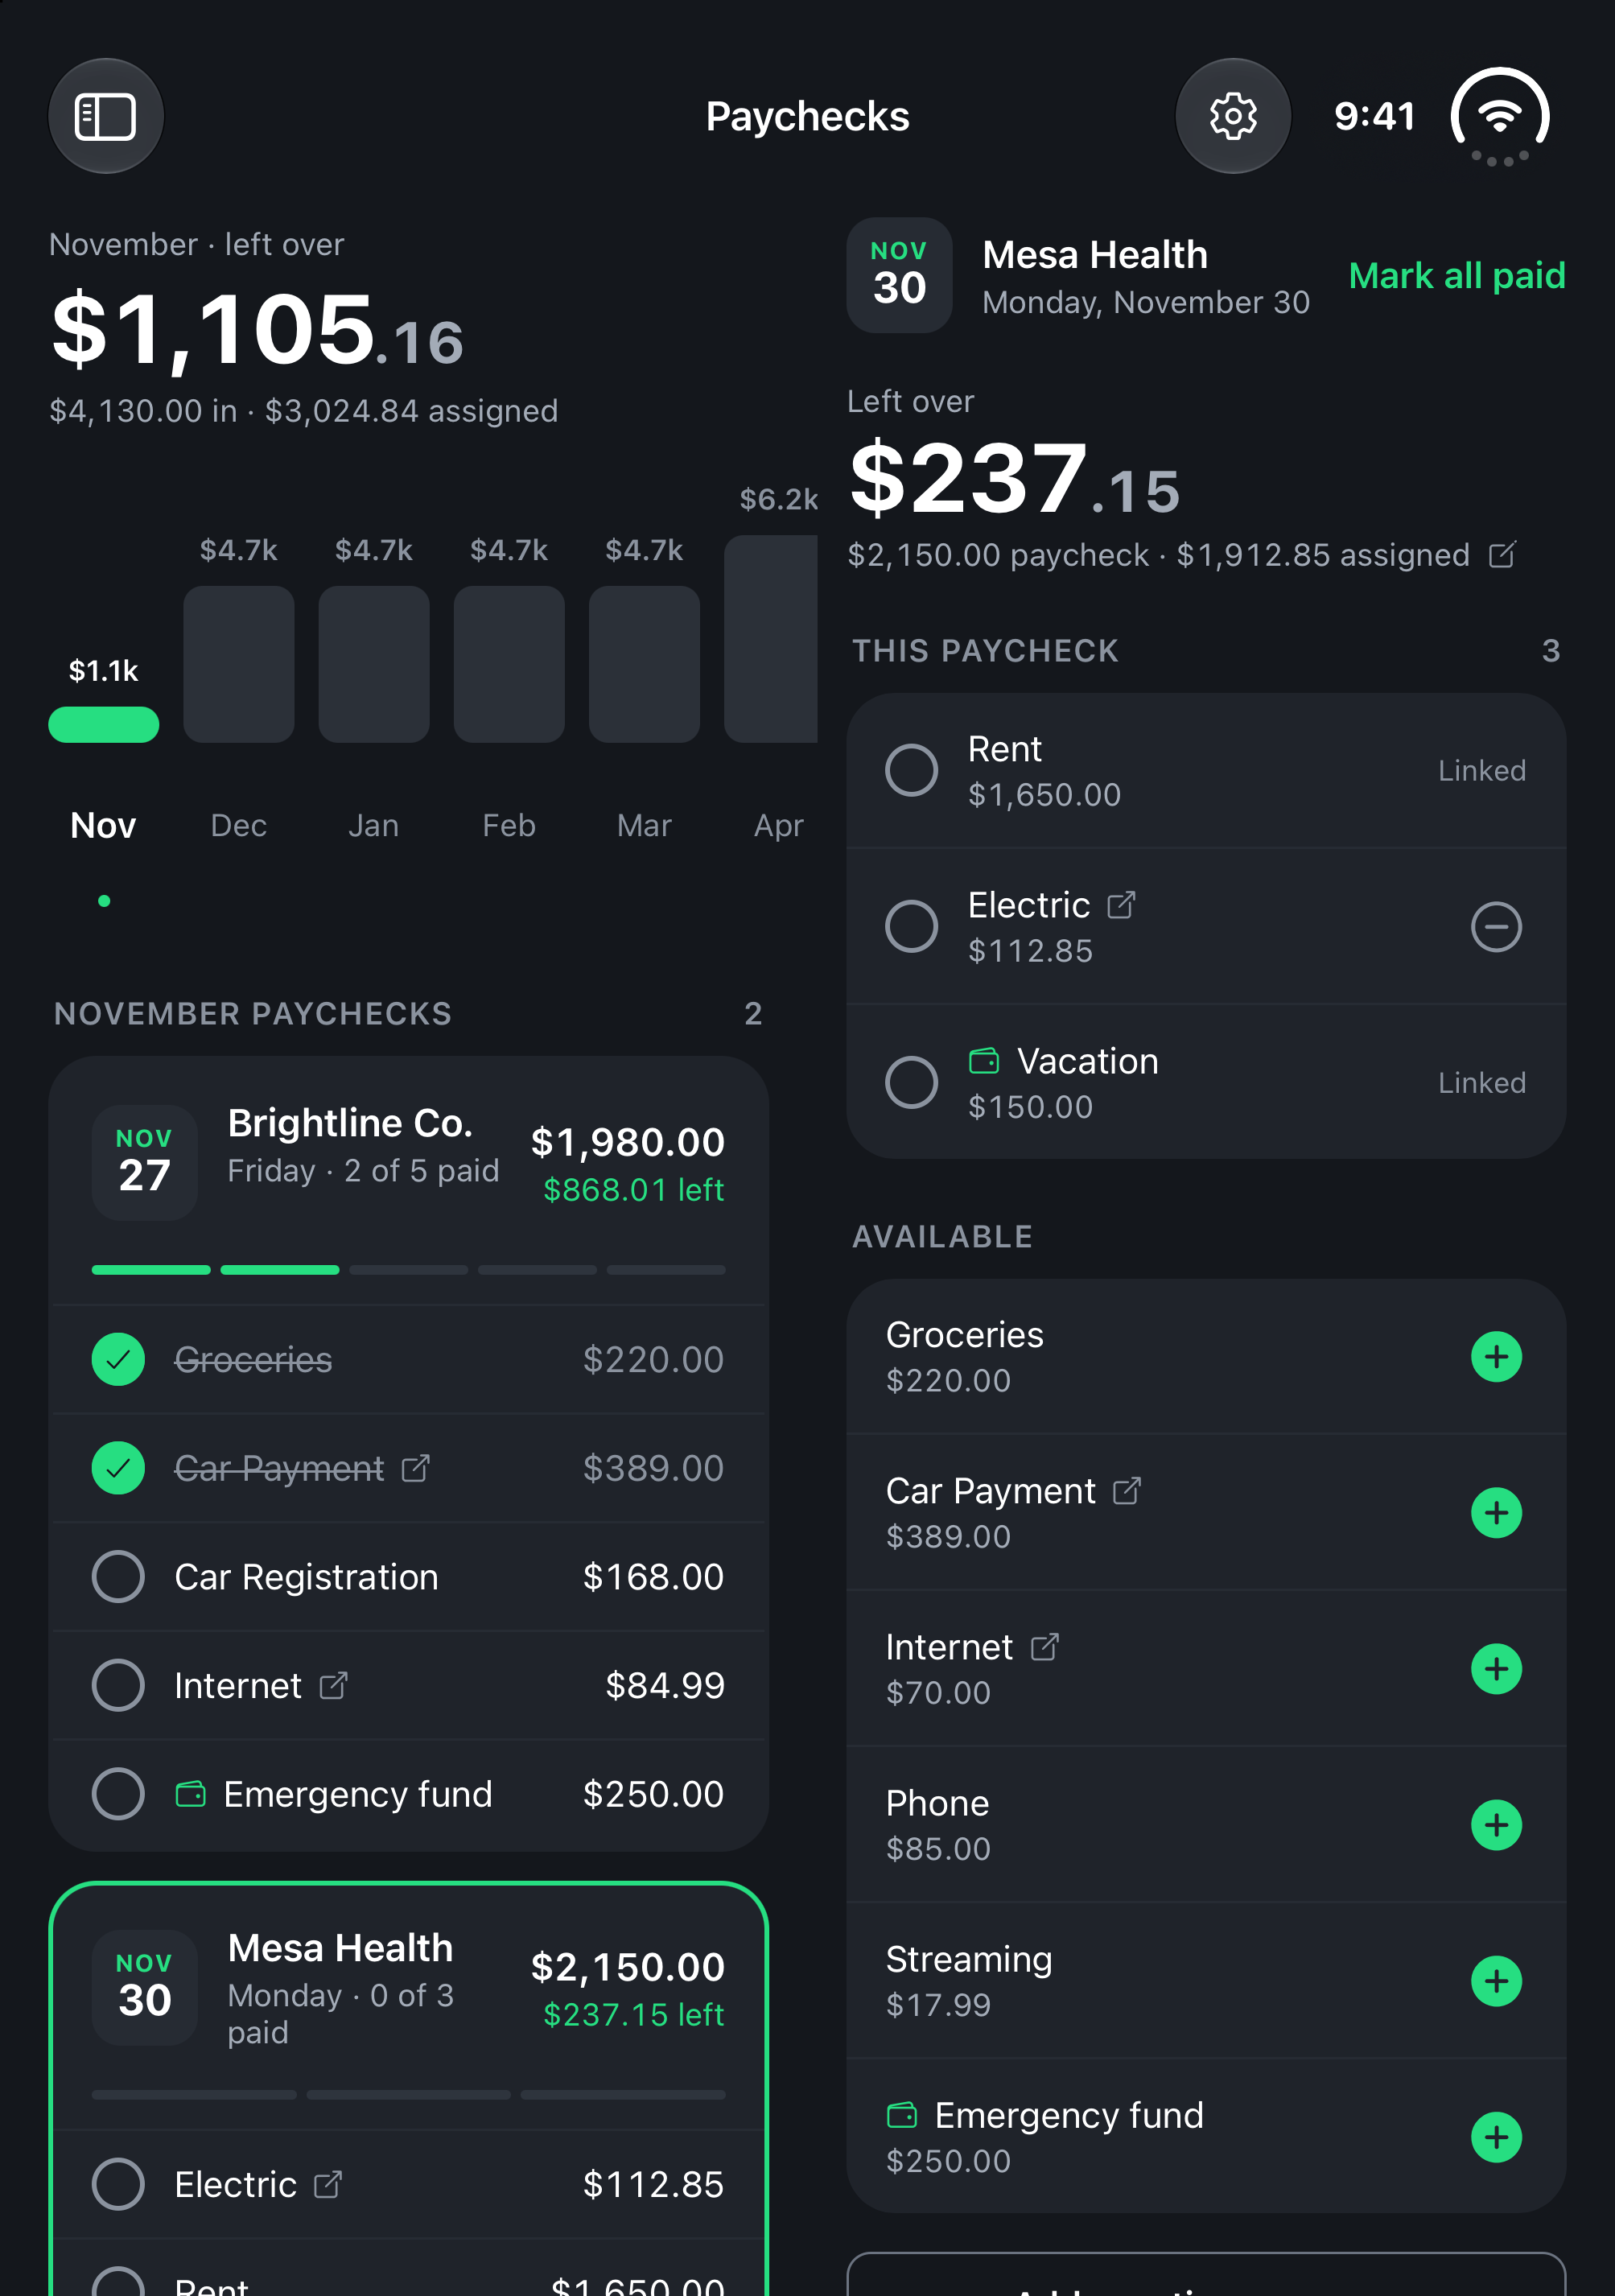 Paychecks
9:41
November · left over
$1,105.16
$4,130.00 in · $3,024.84 assigned
$1.1k
$4.7k
$4.7k
$4.7k
$4.7k
$6.2k
Nov
Dec
Jan
Feb
Mar
Apr
NOVEMBER PAYCHECKS
2
NOV
27
Brightline Co.
Friday · 2 of 5 paid
$1,980.00
$868.01 left
Groceries
$220.00
Car Payment
$389.00
Car Registration
$168.00
Internet
$84.99
Emergency fund
$250.00
NOV
30
Mesa Health
Monday · 0 of 3
paid
$2,150.00
$237.15 left
Electric
$112.85
Rent
$1,650.00
NOV
30
Mesa Health
Monday, November 30
Mark all paid
Left over
$237.15
$2,150.00 paycheck · $1,912.85 assigned
THIS PAYCHECK
3
Rent
$1,650.00
Linked
Electric
$112.85
Vacation
$150.00
Linked
AVAILABLE
Groceries
$220.00
Car Payment
$389.00
Internet
$70.00
Phone
$85.00
Streaming
$17.99
Emergency fund
$250.00